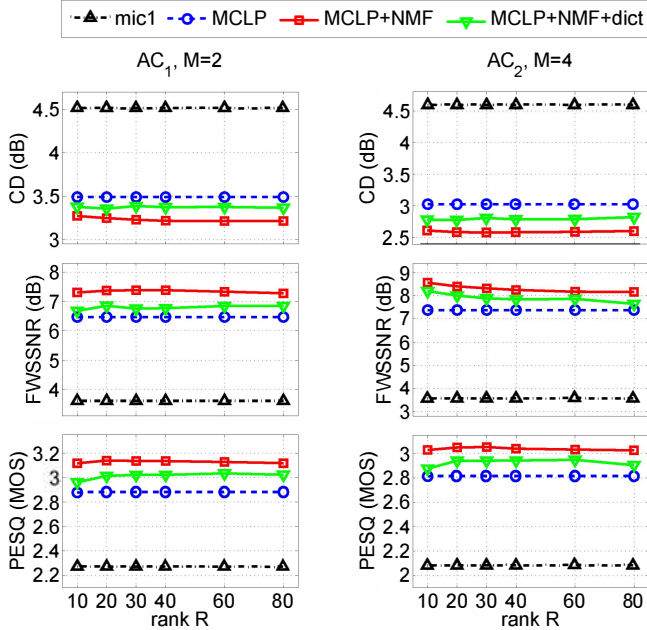 mic1 MCLP MCLP+NMF MCLP+NMF+dict
AC1, M=2
AC2, M=4
CD (dB)
4.5
4
3.5
3
CD (dB)
4.5
4
3.5
3
2.5
FWSSNR (dB)
8
7
6
5
4
FWSSNR (dB)
9
8
7
6
5
4
3
PESQ (MOS)
3.2
3
2.8
2.6
2.4
2.2
10 20 30 40 60 80
rank R
PESQ (MOS)
3
2.8
2.6
2.4
2.2
2
10 20 30 40 60 80
rank R